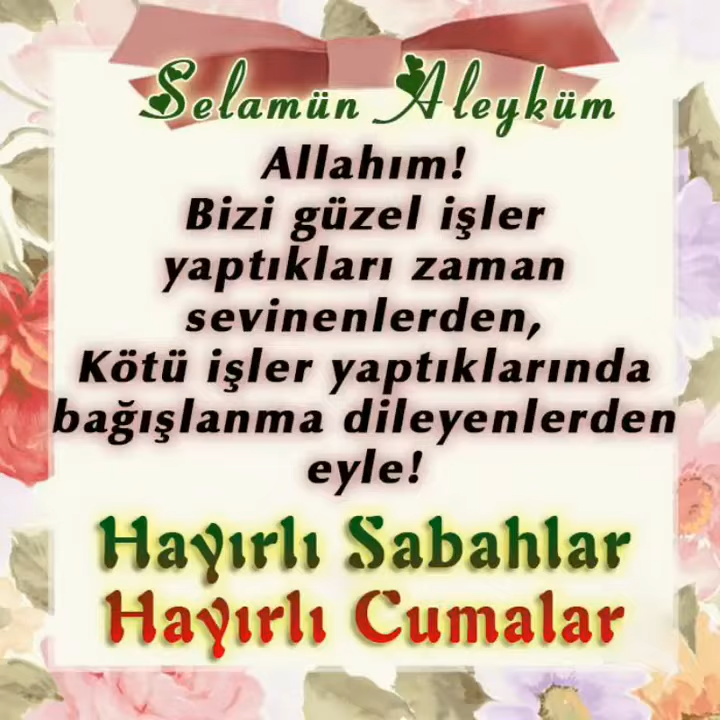 Selamün Aleyküm
Allahım!
Bizi güzel işler
yaptıkları zaman
sevinenlerden,
Kötü işler yaptıklarında
bağışlanma dileyenlerden
eyle!
Hayırlı Sabahlar
Hayırlı Cumalar